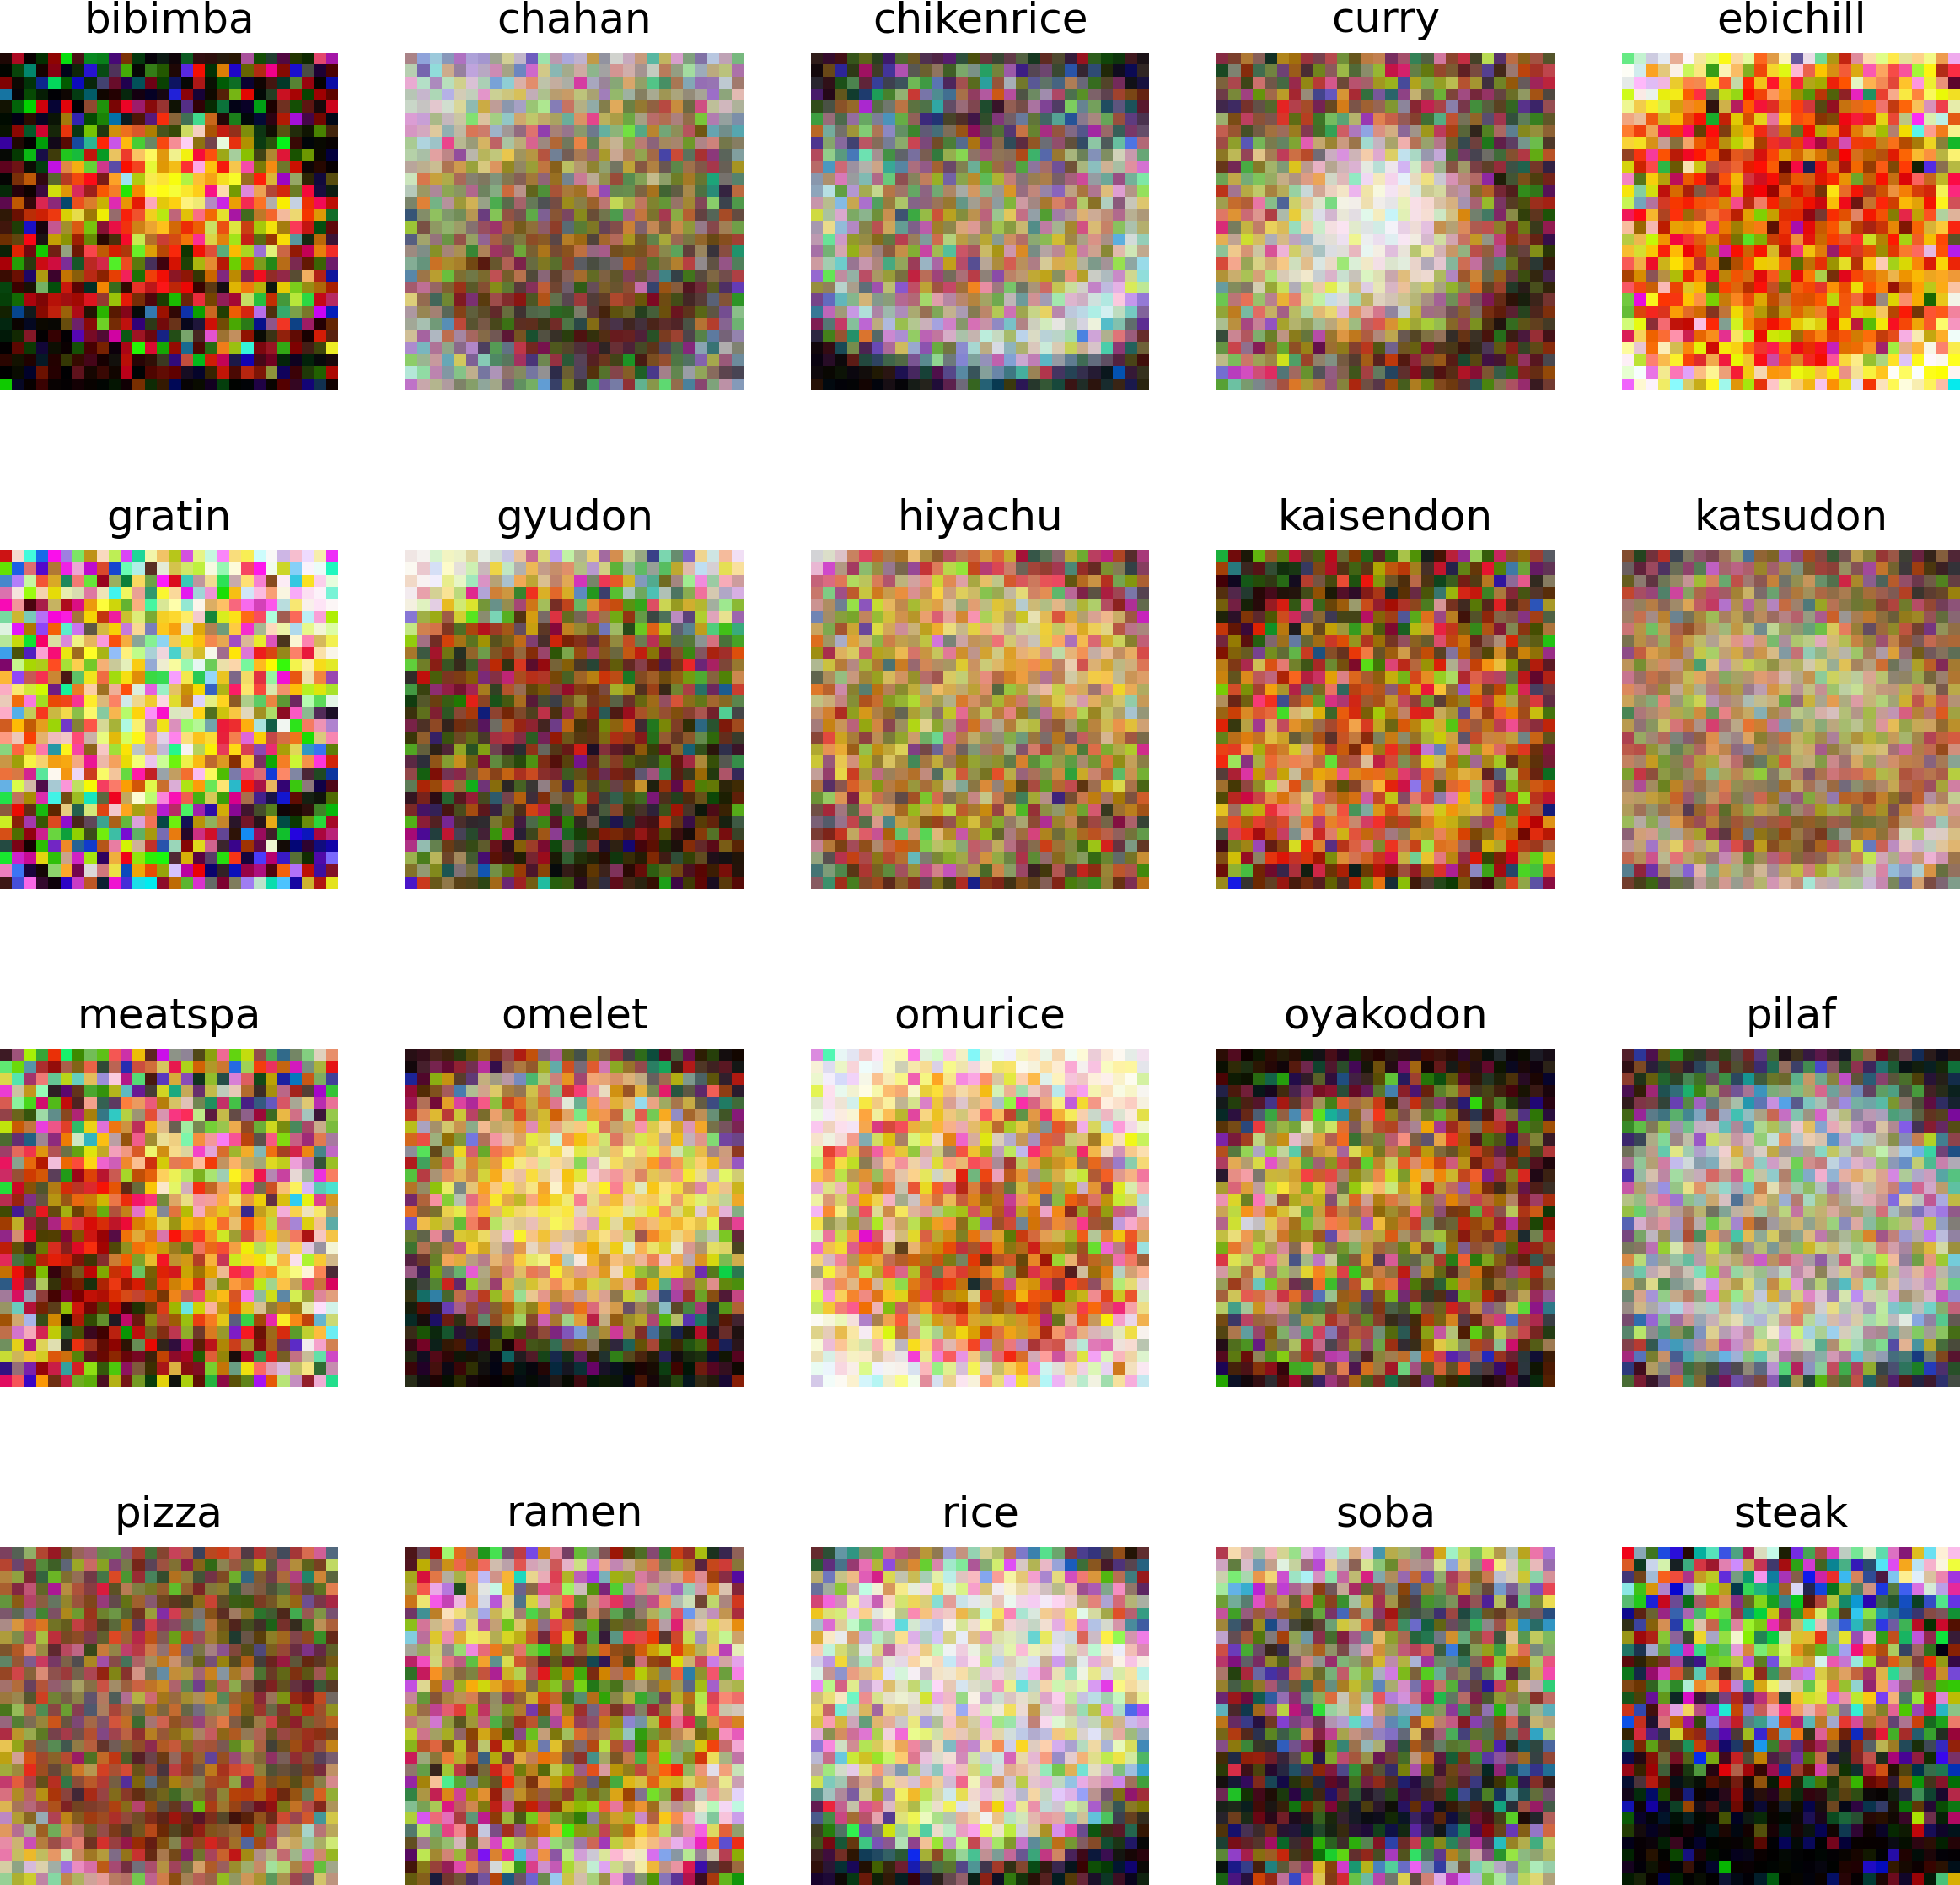 bibimba chahan chikenrice curry ebichill
gratin gyudon hiyachu kaisendon katsudon
meatspa omelet omurice oyakodon pilaf
pizza ramen rice soba steak